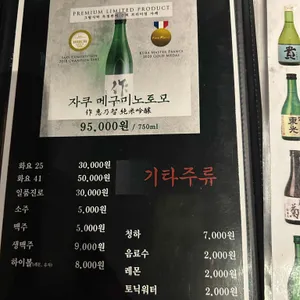 PREMIUM LIMITED PRODUCT
자쿠 메구미노토모
作 恵乃智 純米吟醸
95,000원 / 750ml
기타주류
화요 25 30,000원
화요 41 50,000원
일품진로 30,000원
소주 5,000원
맥주 5,000원
생맥주 9,000원
하이볼 8,000원
청하 7,000원
음료수 2,000원
레몬 2,000원
토닉워터 2,000원